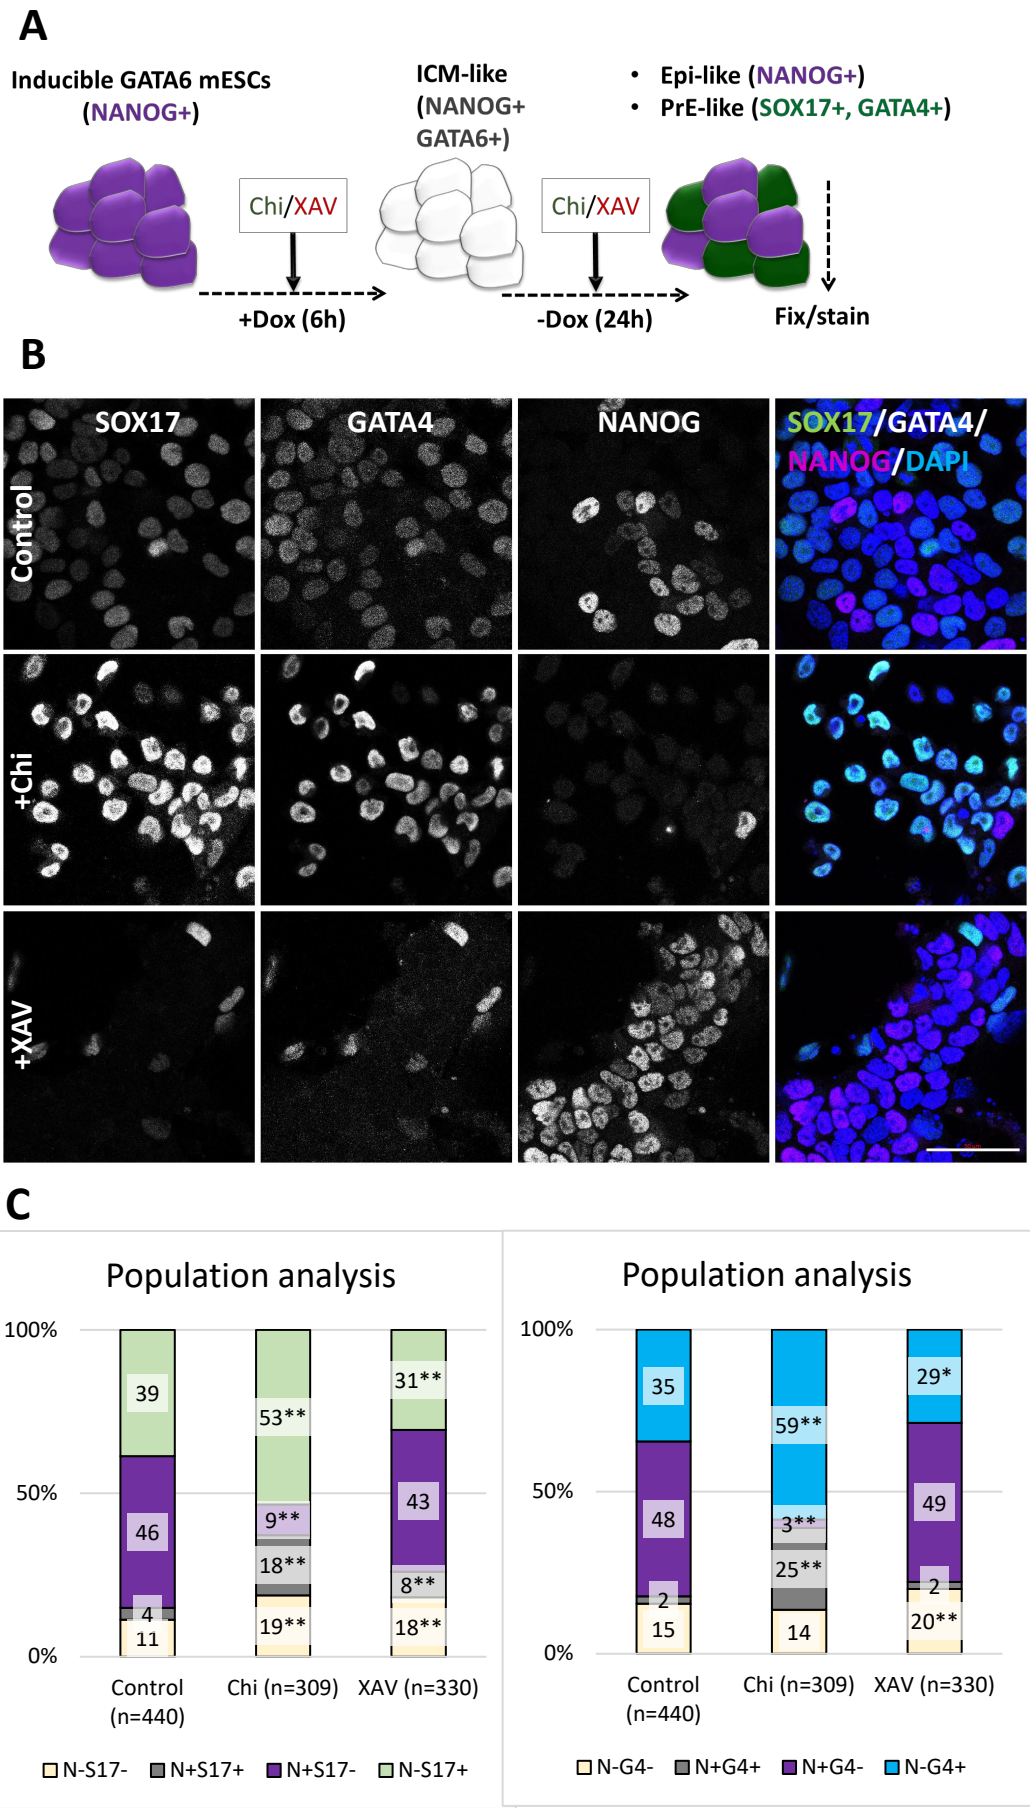 A
Inducible GATA6 mESCs
(NANOG+)
ICM-like
(NANOG+
GATA6+)
• Epi-like (NANOG+)
• PrE-like (SOX17+, GATA4+)
Chi/XAV
Chi/XAV
+Dox (6h)
-Dox (24h)
Fix/stain
B
SOX17
GATA4
NANOG
SOX17/GATA4/
NANOG/DAPI
Control
+Chi
+XAV
C
Population analysis
100%
50%
0%
39
46
4
11
53**
9**
18**
19**
31**
43
8**
18**
Control
(n=440)
Chi (n=309)
XAV (n=330)
N-S17-
N+S17+
N+S17-
N-S17+
Population analysis
100%
50%
0%
35
48
2
15
59**
3**
25**
14
29*
49
2
20**
Control
(n=440)
Chi (n=309)
XAV (n=330)
N-G4-
N+G4+
N+G4-
N-G4+